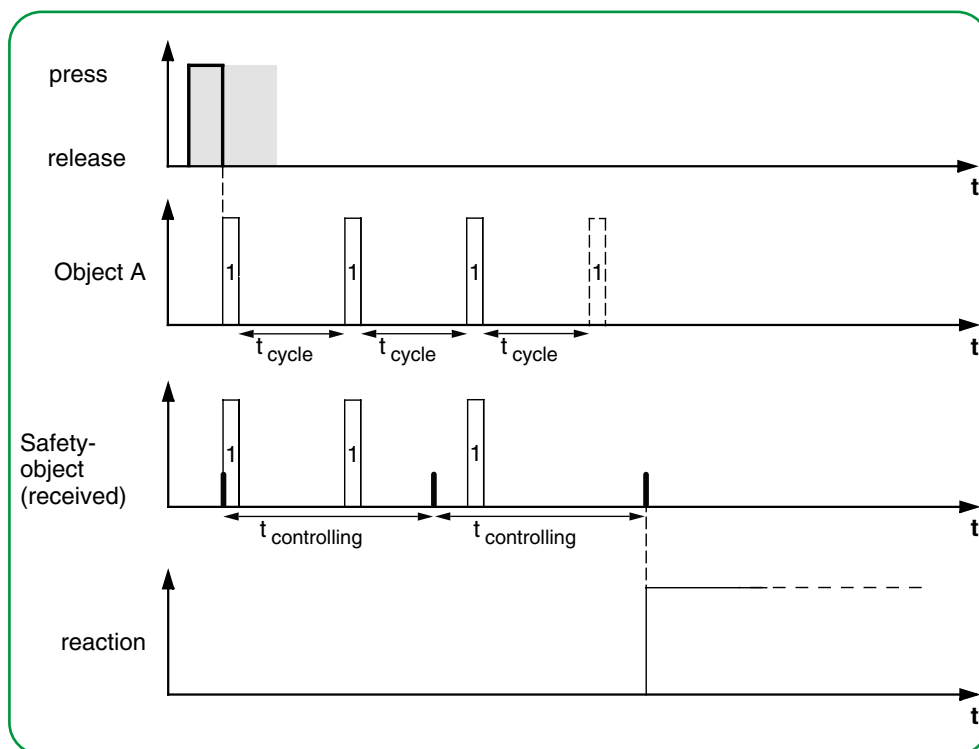 press
release
t
Object A
1 1 1 1
t cycle t cycle t cycle
t
Safety-
object
(received)
1 1 1
t controlling t controlling
t
reaction
t